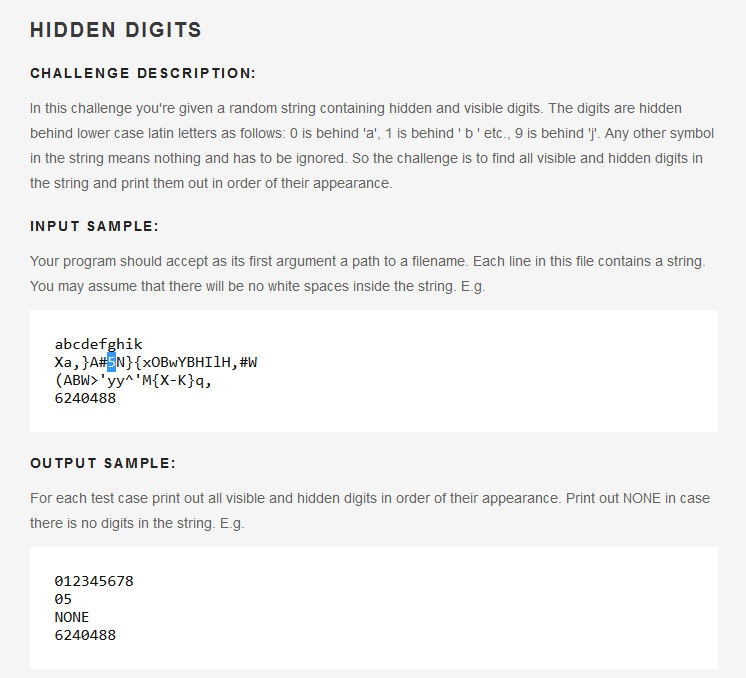 HIDDEN DIGITS
CHALLENGE DESCRIPTION:
In this challenge you're given a random string containing hidden and visible digits. The digits are hidden
behind lower case latin letters as follows: 0 is behind 'a', 1 is behind ' b ' etc., 9 is behind 'j'. Any other symbol
in the string means nothing and has to be ignored. So the challenge is to find all visible and hidden digits in
the string and print them out in order of their appearance.
INPUT SAMPLE:
Your program should accept as its first argument a path to a filename. Each line in this file contains a string.
You may assume that there will be no white spaces inside the string. E.g.
abcdefghik
Xa,}A#5N}{xOBwYBHIlH,#W
(ABW>'yy^'M{X-K}q,
6240488
OUTPUT SAMPLE:
For each test case print out all visible and hidden digits in order of their appearance. Print out NONE in case
there is no digits in the string. E.g.
012345678
05
NONE
6240488